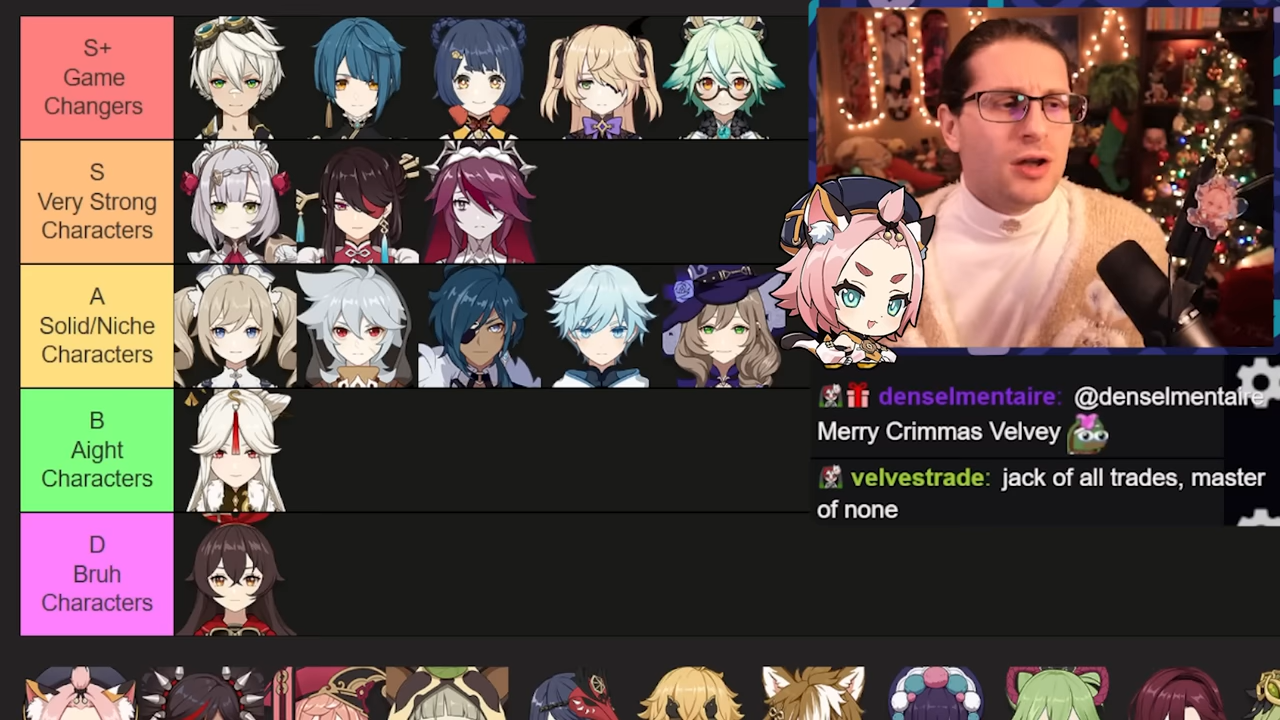 S+
Game
Changers
S
Very Strong
Characters
A
Solid/Niche
Characters
B
Aight
Characters
D
Bruh
Characters
denselmentaire: @denselmentaire
Merry Crimmas Velvey
velvestrade: jack of all trades, master
of none